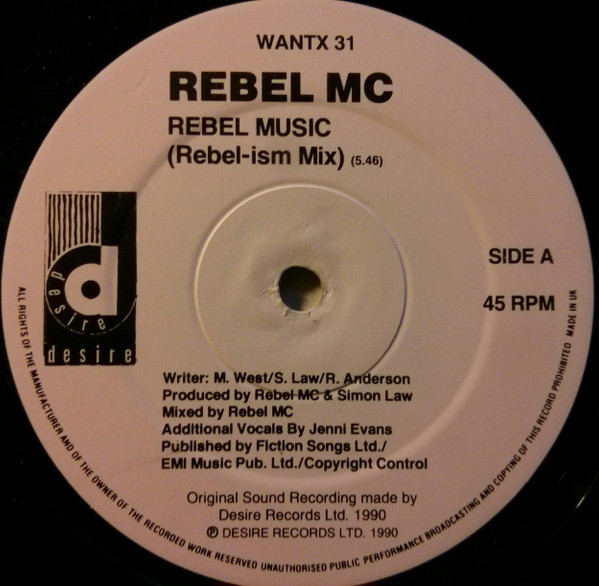 WANTX 31
REBEL MC
REBEL MUSIC
(Rebel-ism Mix) (5.46)
d
desire
desire
SIDE A
45 RPM
Writer: M. West/S. Law/R. Anderson
Produced by Rebel MC & Simon Law
Mixed by Rebel MC
Additional Vocals By Jenni Evans
Published by Fiction Songs Ltd./
EMI Music Pub. Ltd./Copyright Control
Original Sound Recording made by
Desire Records Ltd. 1990
℗ DESIRE RECORDS LTD. 1990
ALL RIGHTS OF THE MANUFACTURER AND OF THE OWNER OF THE RECORDED WORK RESERVED UNAUTHORISED PUBLIC PERFORMANCE BROADCASTING AND COPYING OF THIS RECORD PROHIBITED MADE IN UK